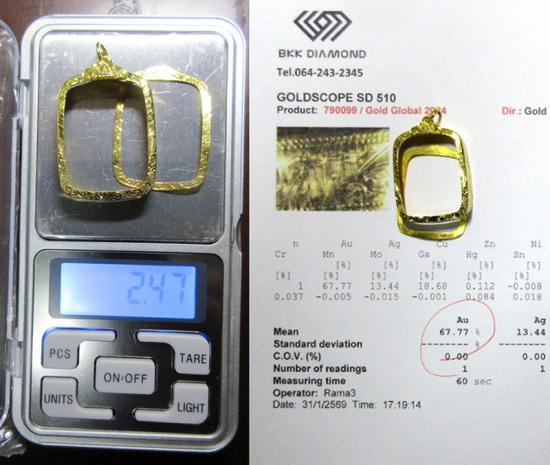 2.47
PCS
TARE
ON/OFF
UNITS
LIGHT
BKK DIAMOND
Tel.064-243-2345
GOLDSCOPE SD 510
Product: 790099 / Gold Global 2024 Dir.: Gold
n Au Ag Cu Zn Ni
Cr Mn Mo Ga Hg Sn
[%] [%] [%] [%] [%]
[%] [%] [%] [%] [%] [%]
1 67.77 13.44 18.68 0.112 -0.008
0.037 -0.005 -0.015 -0.001 0.084 0.018
Au Ag
Mean 67.77 % 13.44
Standard deviation -------- % --------
C.O.V. (%) 0.00 0.00
Number of readings 1 1
Measuring time 60 sec
Operator: Rama3
Date: 31/1/2569 Time: 17:19:14